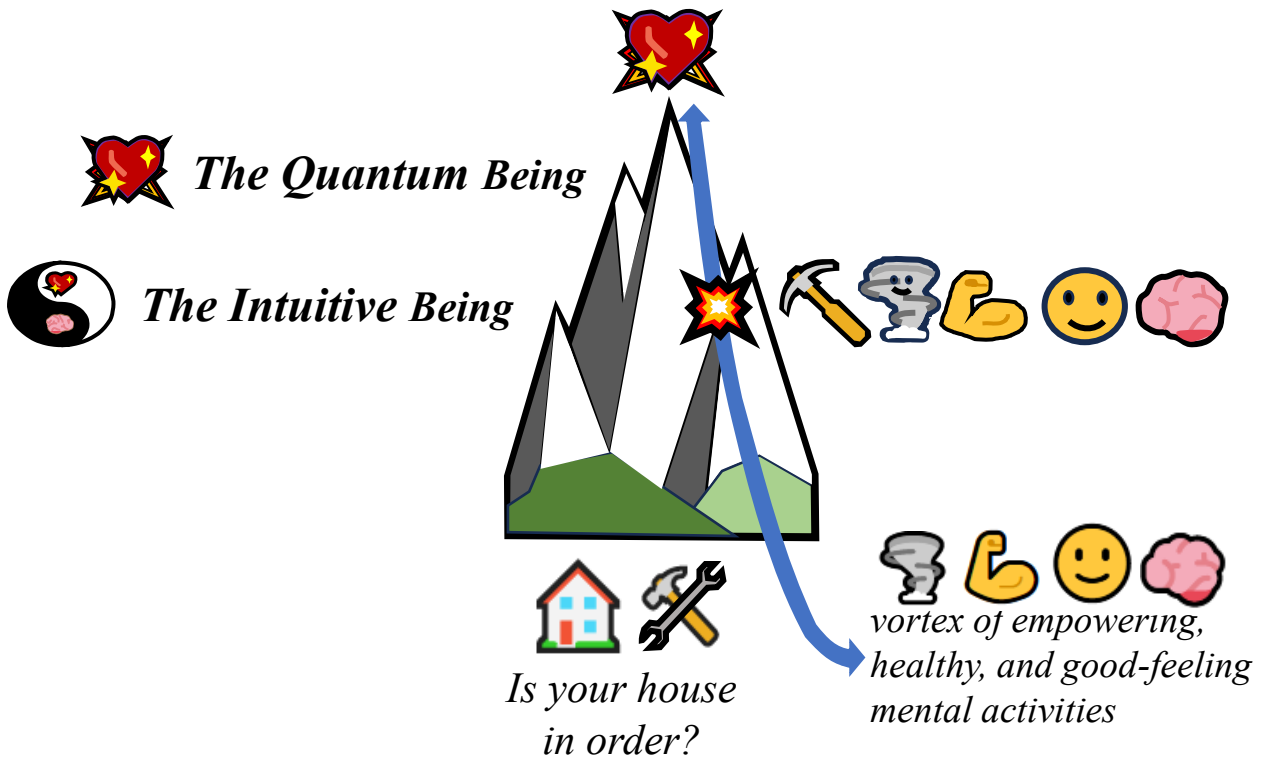 The Quantum Being
The Intuitive Being
Is your house
in order?
vortex of empowering,
healthy, and good-feeling
mental activities